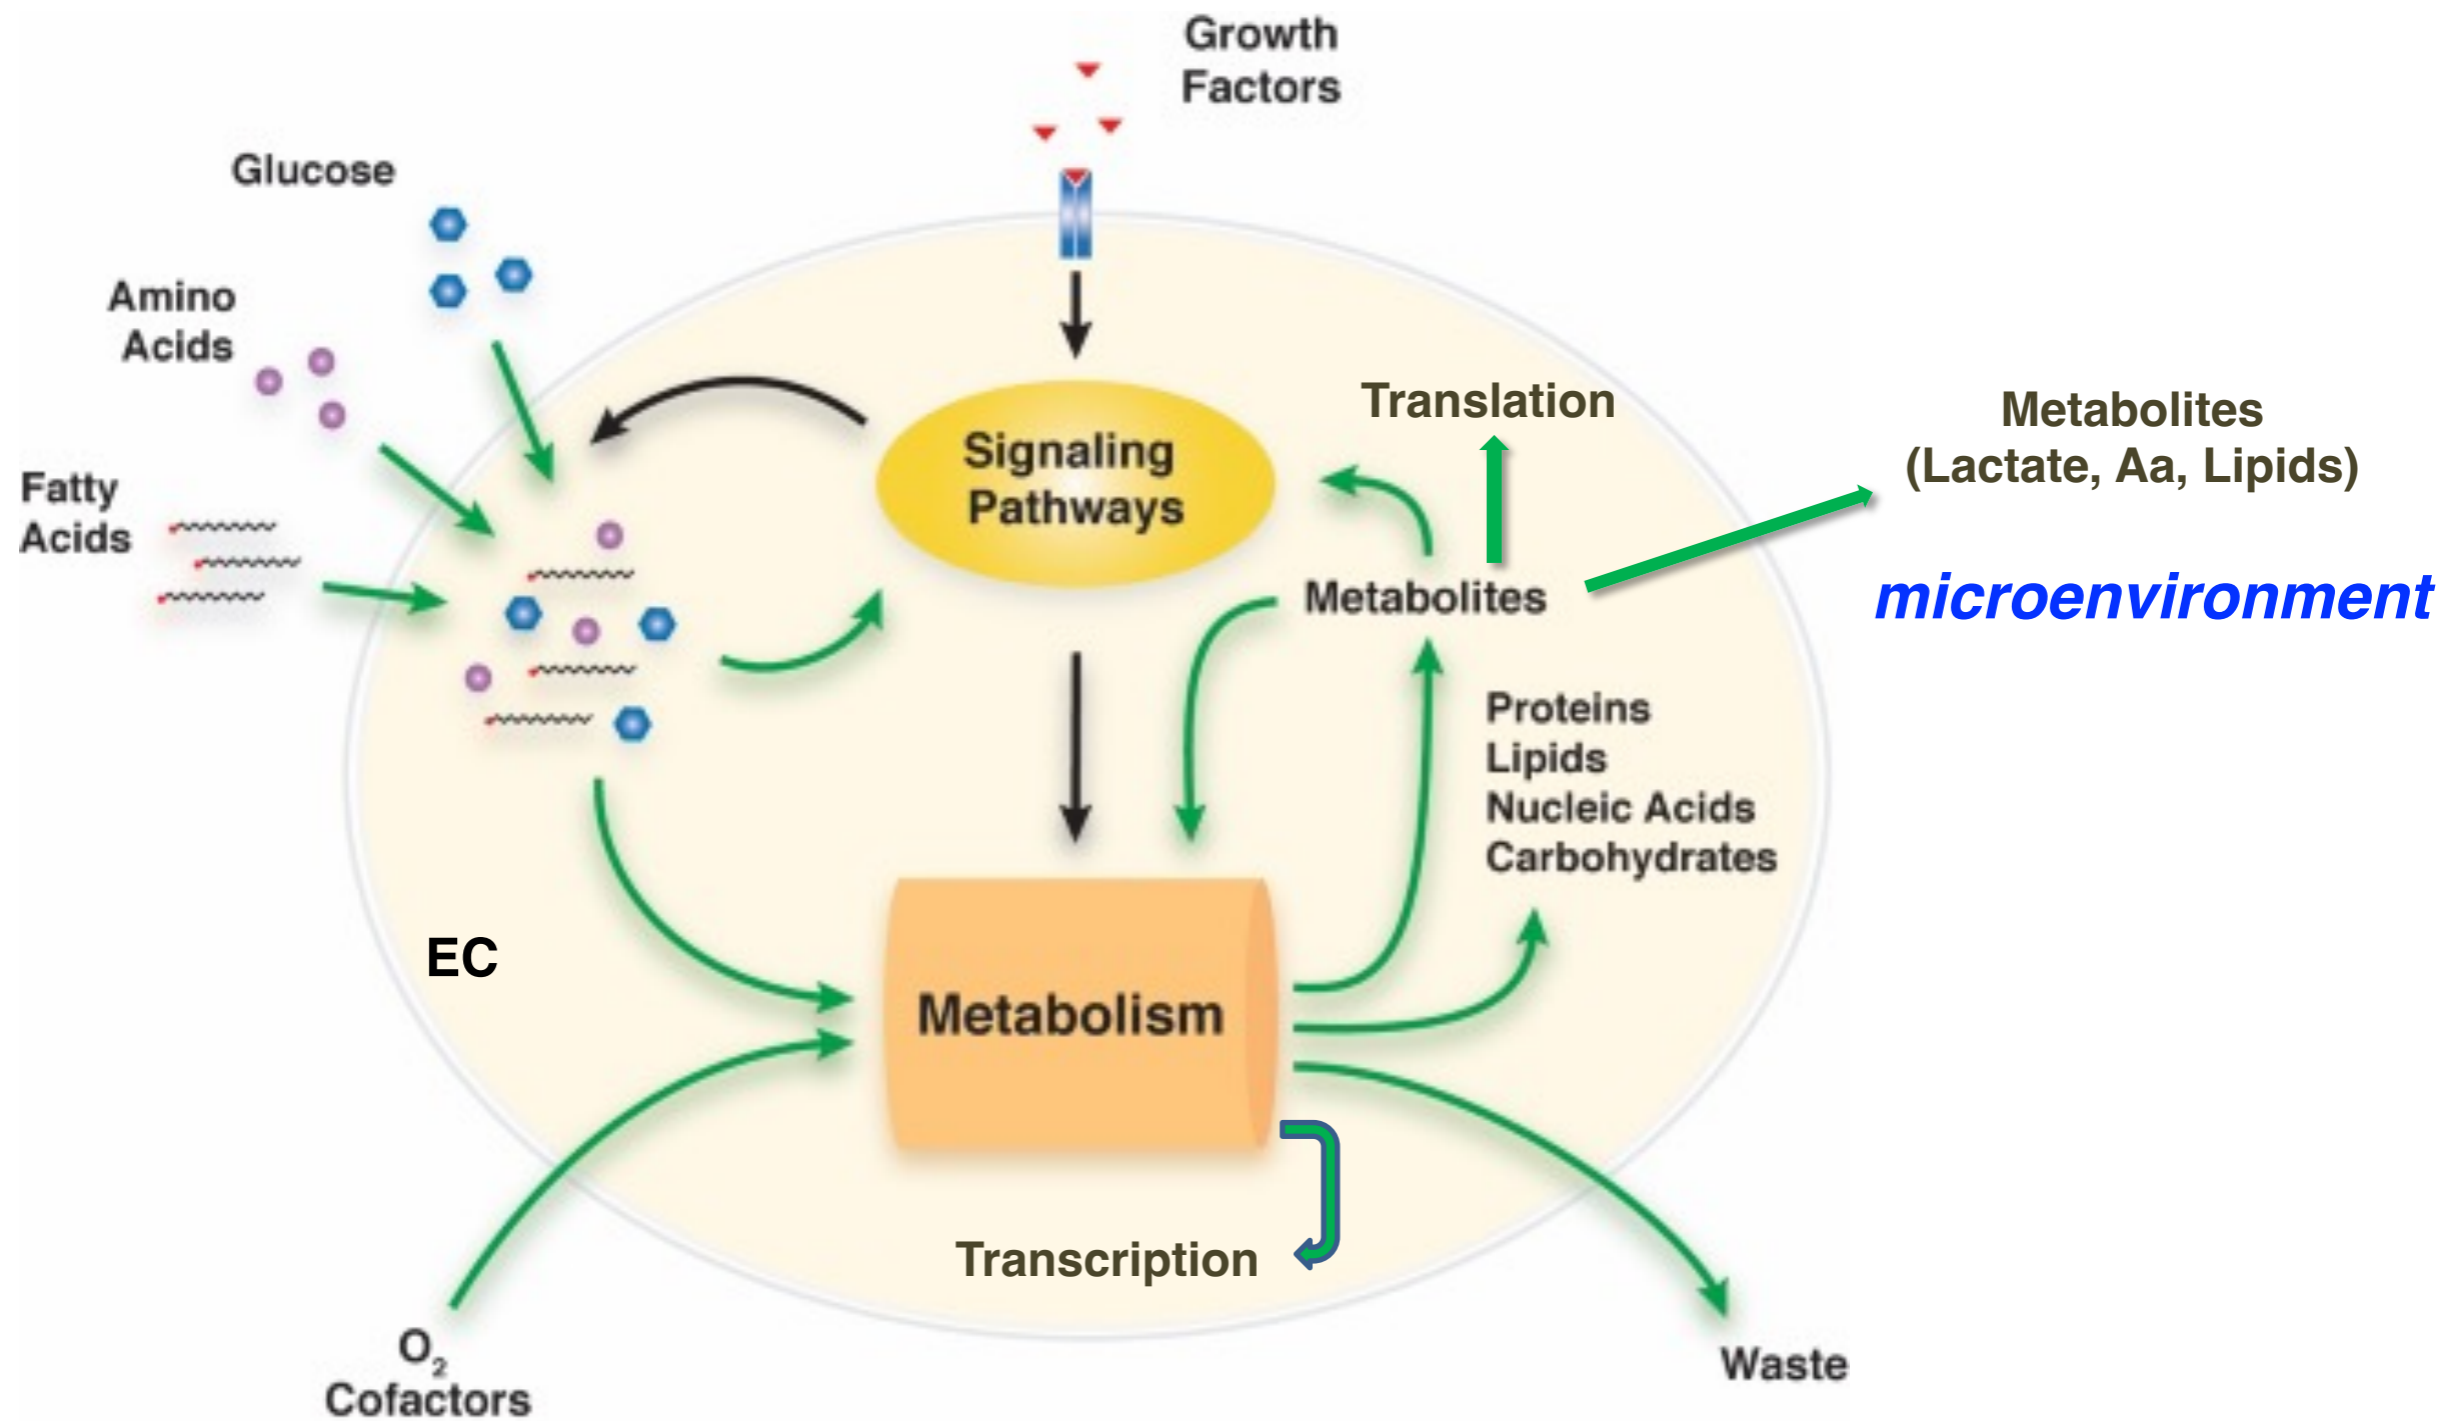 Growth
Factors
Glucose
Amino
Acids
Fatty
Acids
Signaling
Pathways
Translation
Metabolites
(Lactate, Aa, Lipids)
Metabolites
microenvironment
Proteins
Lipids
Nucleic Acids
Carbohydrates
EC
Metabolism
Transcription
O2
Cofactors
Waste